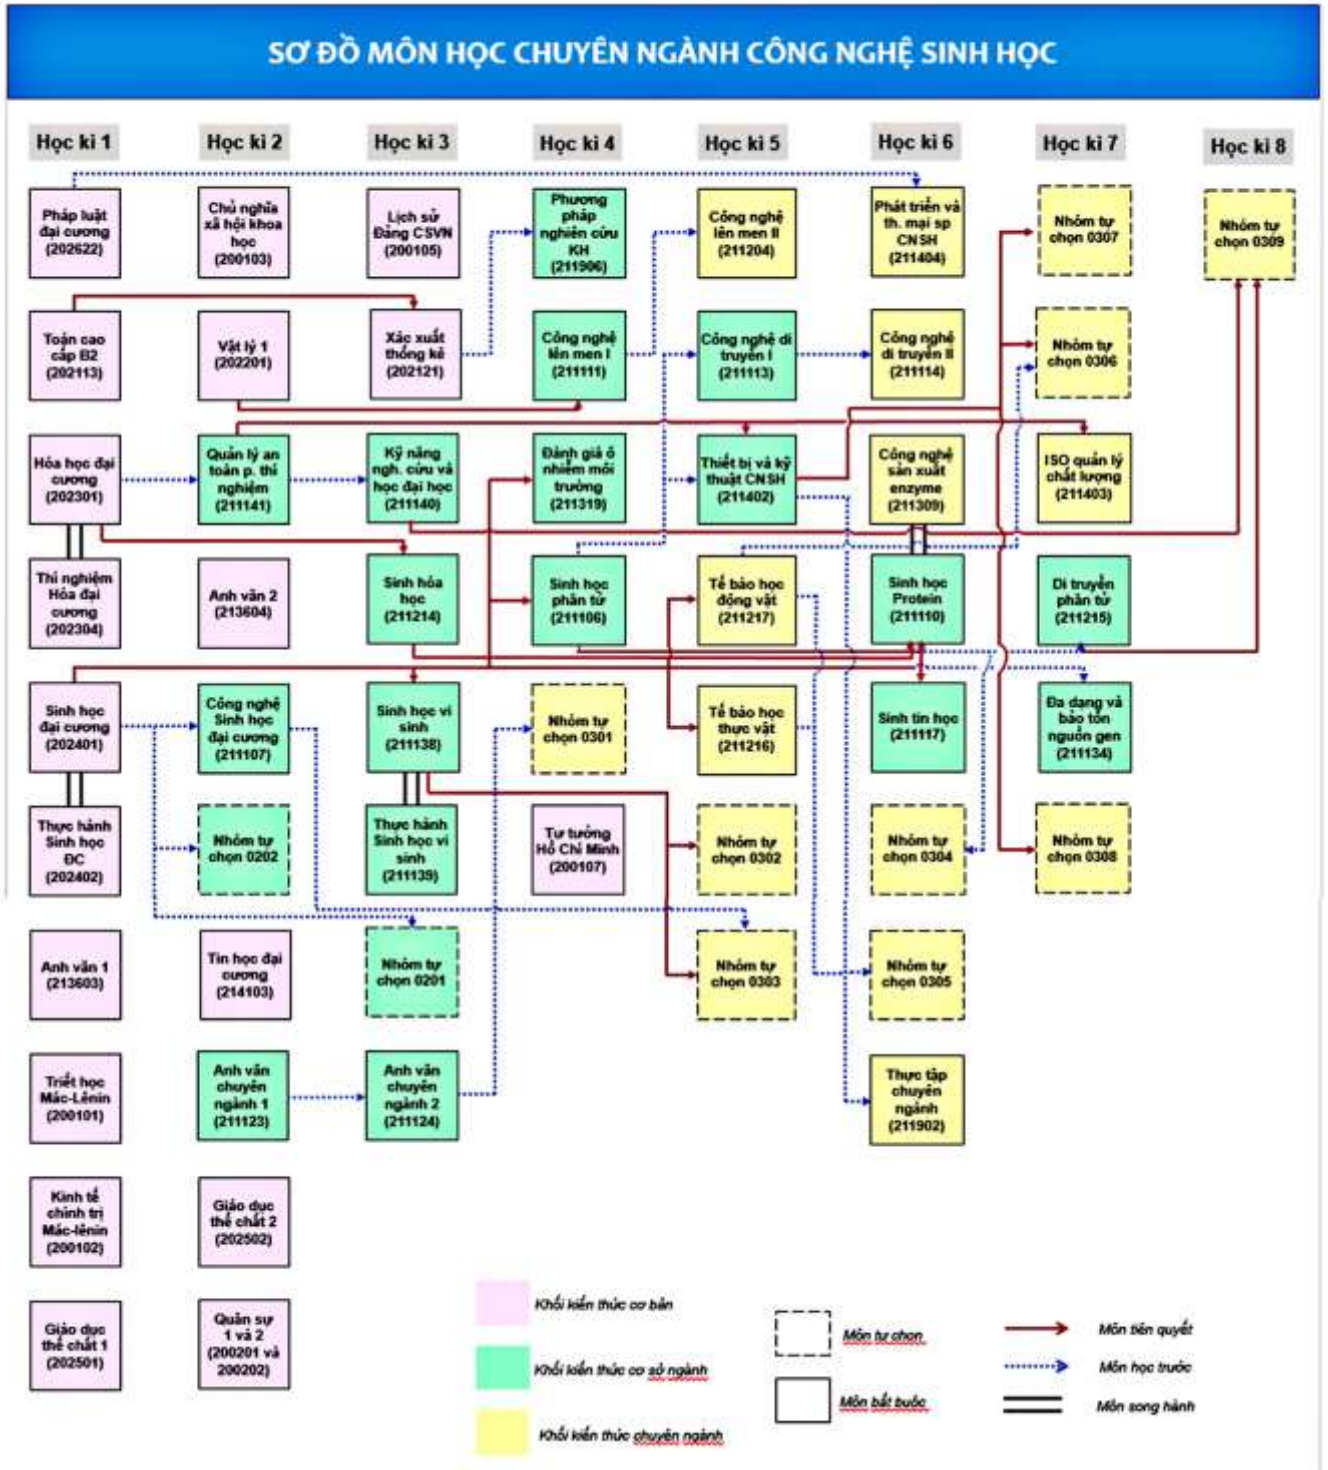 SƠ ĐỒ MÔN HỌC CHUYÊN NGÀNH CÔNG NGHỆ SINH HỌC
Học kì 1
Học kì 2
Học kì 3
Học kì 4
Học kì 5
Học kì 6
Học kì 7
Học kì 8
Pháp luật
đại cương
(202622)
Chủ nghĩa
xã hội khoa
học
(200103)
Lịch sử
Đảng CSVN
(200105)
Phương
pháp
nghiên cứu
KH
(211906)
Công nghệ
lên men II
(211204)
Phát triển và
th. mại sp
CNSH
(211404)
Nhóm tự
chọn 0307
Nhóm tự
chọn 0309
Toán cao
cấp B2
(202113)
Vật lý 1
(202201)
Xác xuất
thống kê
(202121)
Công nghệ
lên men I
(211111)
Công nghệ di
truyền I
(211113)
Công nghệ
di truyền II
(211114)
Nhóm tự
chọn 0306
Hóa học đại
cương
(202301)
Quản lý an
toàn p. thí
nghiệm
(211141)
Kỹ năng
ngh. cứu và
học đại học
(211140)
Đánh giá ô
nhiễm môi
trường
(211319)
Thiết bị và kỹ
thuật CNSH
(211402)
Công nghệ
sản xuất
enzyme
(211309)
ISO quản lý
chất lượng
(211403)
Thí nghiệm
Hóa đại
cương
(202304)
Anh văn 2
(213604)
Sinh hóa
học
(211214)
Sinh học
phân tử
(211106)
Tế bào học
động vật
(211217)
Sinh học
Protein
(211110)
Di truyền
phân tử
(211215)
Sinh học
đại cương
(202401)
Công nghệ
Sinh học
đại cương
(211107)
Sinh học vi
sinh
(211138)
Nhóm tự
chọn 0301
Tế bào học
thực vật
(211216)
Sinh tin học
(211117)
Đa dạng và
bảo tồn
nguồn gen
(211134)
Thực hành
Sinh học
ĐC
(202402)
Nhóm tự
chọn 0202
Thực hành
Sinh học vi
sinh
(211139)
Tư tưởng
Hồ Chí Minh
(200107)
Nhóm tự
chọn 0302
Nhóm tự
chọn 0304
Nhóm tự
chọn 0308
Anh văn 1
(213603)
Tin học đại
cương
(214103)
Nhóm tự
chọn 0201
Nhóm tự
chọn 0303
Nhóm tự
chọn 0305
Triết học
Mác-Lênin
(200101)
Anh văn
chuyên
ngành 1
(211123)
Anh văn
chuyên
ngành 2
(211124)
Thực tập
chuyên
ngành
(211902)
Kinh tế
chính trị
Mác-lênin
(200102)
Giáo dục
thể chất 2
(202502)
Giáo dục
thể chất 1
(202501)
Quân sự
1 và 2
(200201 và
200202)
Khối kiến thức cơ bản
Khối kiến thức cơ sở ngành
Khối kiến thức chuyên ngành
Môn tự chọn
Môn bắt buộc
Môn tiên quyết
Môn học trước
Môn song hành